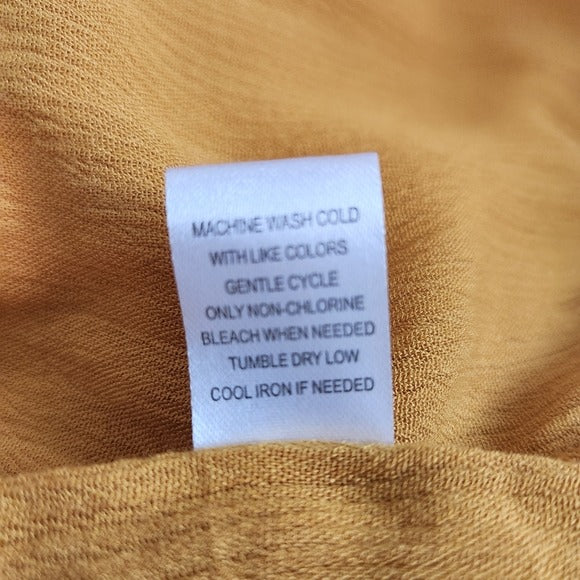 MACHINE WASH COLD
WITH LIKE COLORS
GENTLE CYCLE
ONLY NON-CHLORINE
BLEACH WHEN NEEDED
TUMBLE DRY LOW
COOL IRON IF NEEDED